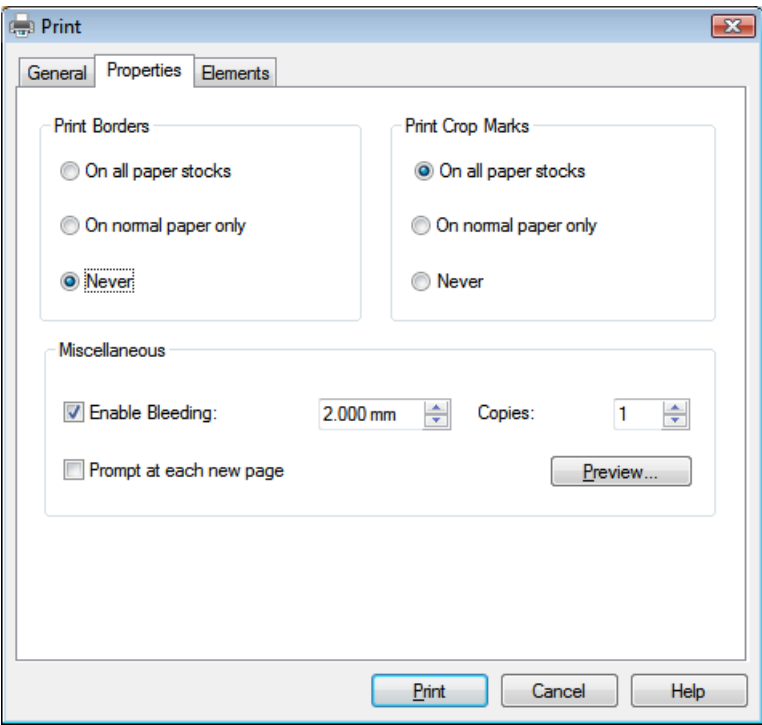 Print
General Properties Elements
Print Borders
On all paper stocks
On normal paper only
Never
Print Crop Marks
On all paper stocks
On normal paper only
Never
Miscellaneous
Enable Bleeding: 2.000 mm Copies: 1
Prompt at each new page Preview...
Print Cancel Help